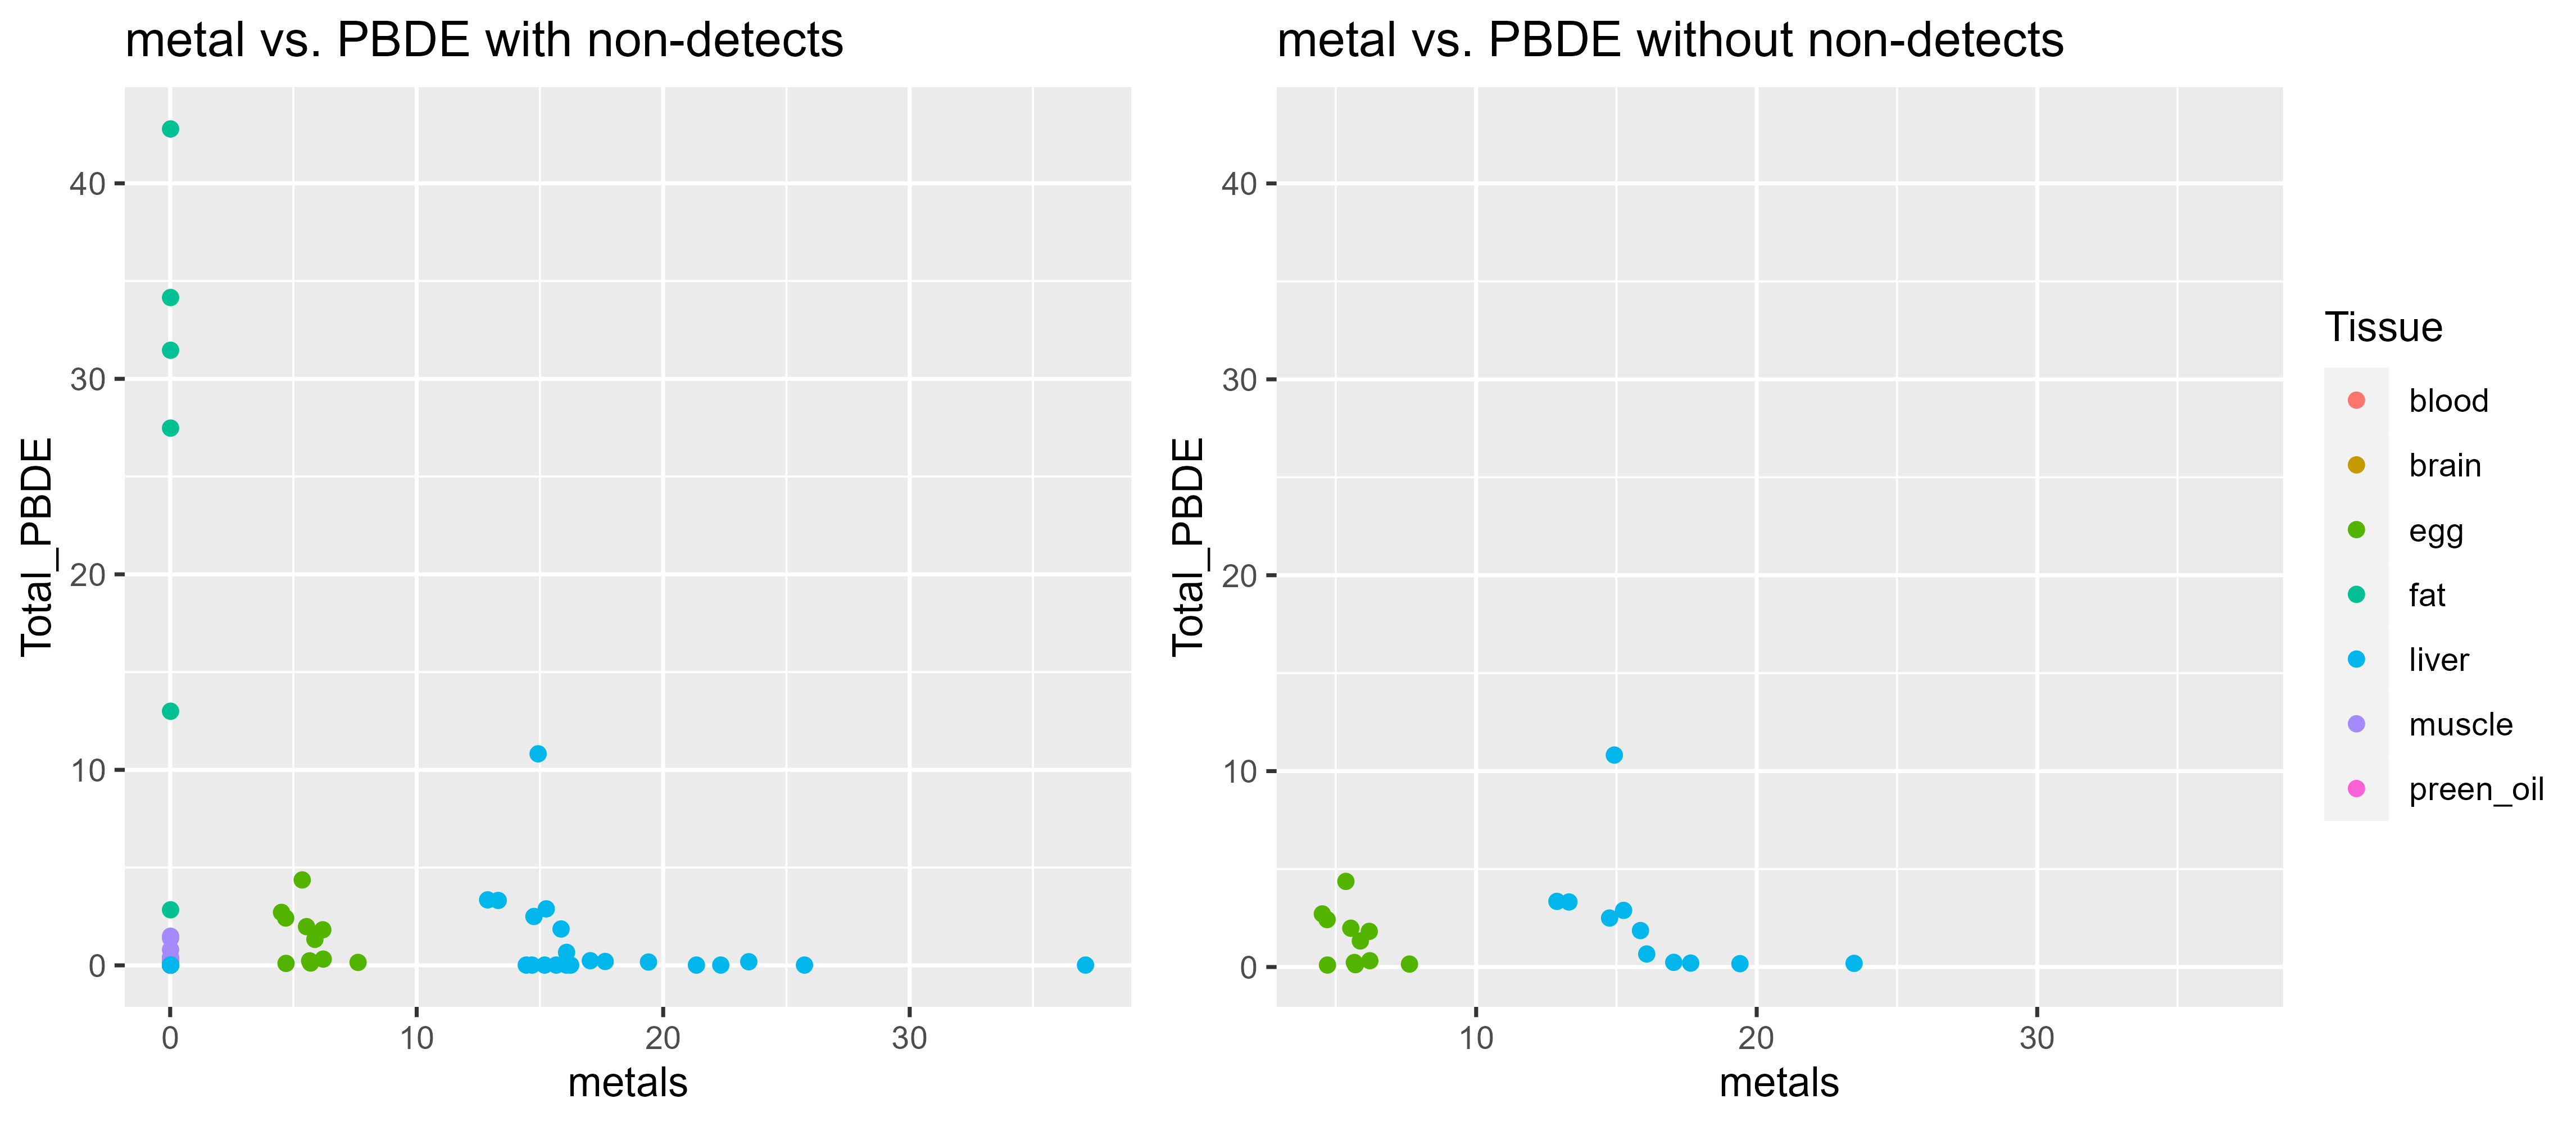 metal vs. PBDE with non-detects
Total_PBDE
40
30
20
10
0
0 10 20 30
metals
metal vs. PBDE without non-detects
Total_PBDE
40
30
20
10
0
10 20 30
metals
Tissue
blood
brain
egg
fat
liver
muscle
preen_oil